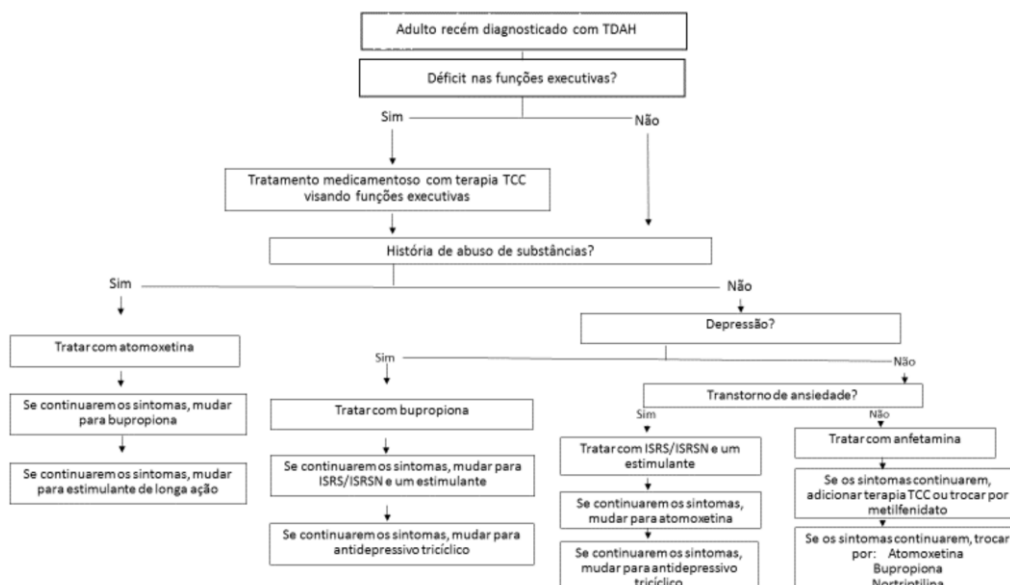 Adulto recém diagnosticado com TDAH
Déficit nas funções executivas?
Sim
Não
Tratamento medicamentoso com terapia TCC
visando funções executivas
História de abuso de substâncias?
Sim
Não
Tratar com atomoxetina
Se continuarem os sintomas, mudar
para bupropiona
Se continuarem os sintomas, mudar
para estimulante de longa ação
Depressão?
Sim
Não
Tratar com bupropiona
Se continuarem os sintomas, mudar para
ISRS/ISRSN e um estimulante
Se continuarem os sintomas, mudar para
antidepressivo tricíclico
Transtorno de ansiedade?
Sim
Não
Tratar com ISRS/ISRSN e um
estimulante
Se continuarem os sintomas,
mudar para atomoxetina
Se continuarem os sintomas,
mudar para antidepressivo
tricíclico
Tratar com anfetamina
Se os sintomas continuarem,
adicionar terapia TCC ou trocar por
metilfenidato
Se os sintomas continuarem, trocar
por: Atomoxetina
Bupropiona
Nortriptilina